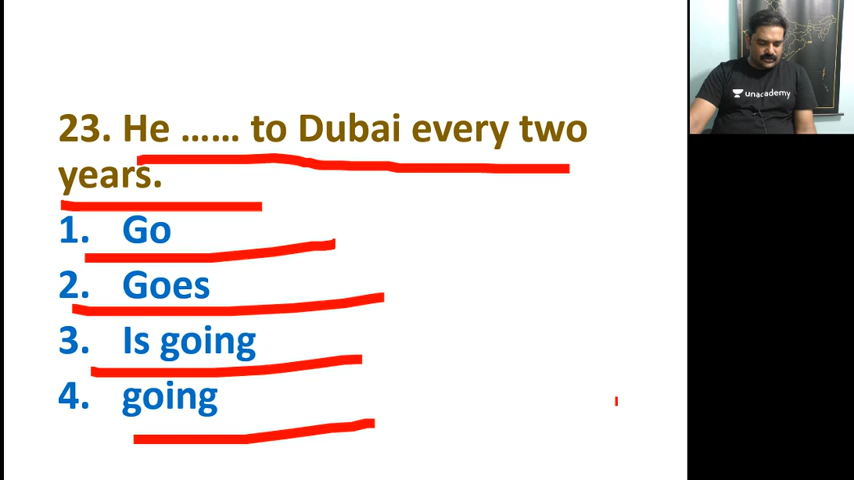 23. He ...... to Dubai every two
years.
1. Go
2. Goes
3. Is going
4. going
unacademy